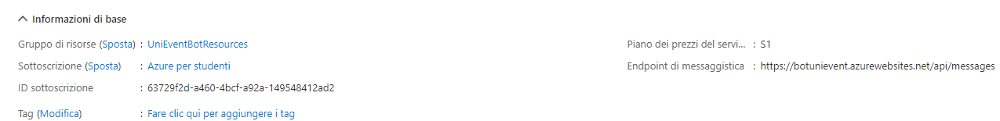 Informazioni di base
Gruppo di risorse (Sposta) : UniEventBotResources
Piano dei prezzi del servi... : S1
Sottoscrizione (Sposta) : Azure per studenti
Endpoint di messaggistica : https://botunievent.azurewebsites.net/api/messages
ID sottoscrizione : 63729f2d-a460-4bcf-a92a-149548412ad2
Tag (Modifica) : Fare clic qui per aggiungere i tag